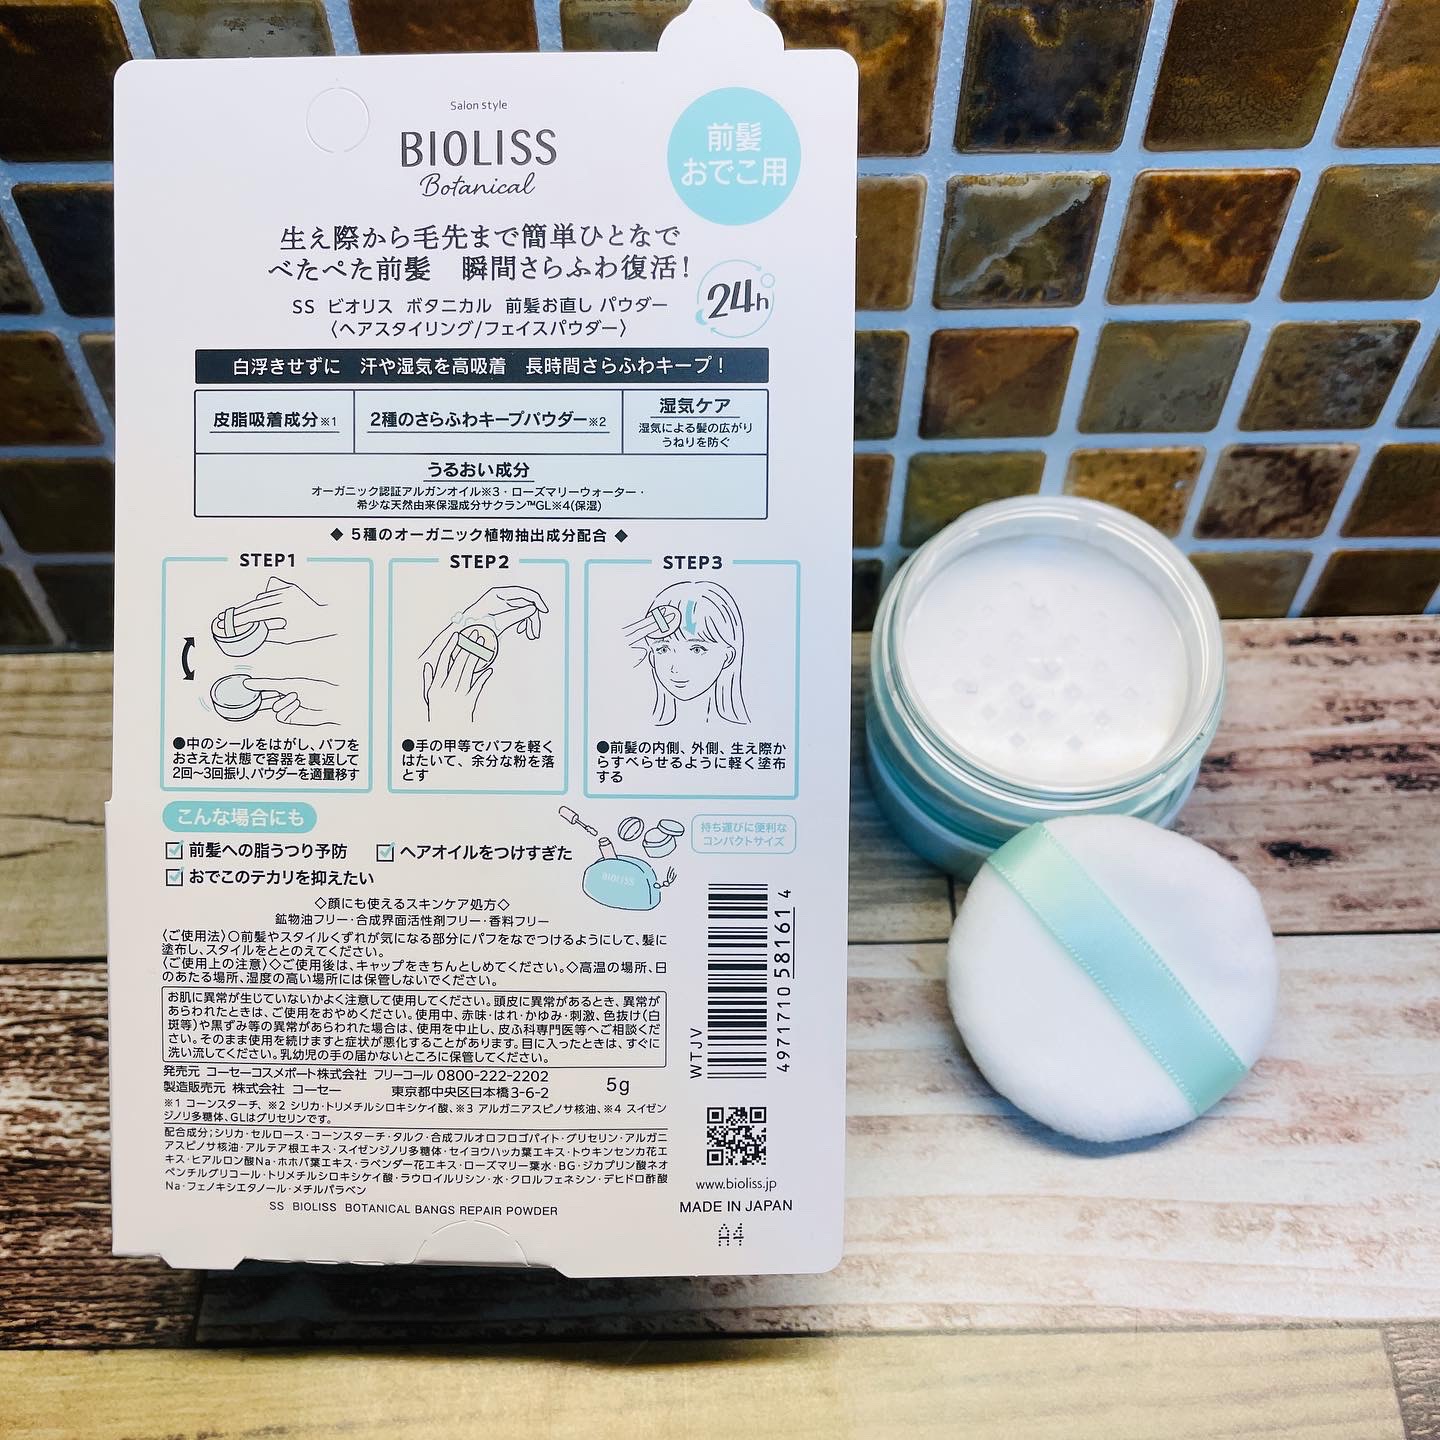 Salon style
BIOLISS
Botanical
前髪
おでこ用
生え際から毛先まで簡単ひとなで
べたぺた前髪 瞬間さらふわ復活!
24h
SS ビオリス ボタニカル 前髪お直し パウダー
〈ヘアスタイリング/フェイスパウダー〉
白浮きせずに 汗や湿気を高吸着 長時間さらふわキープ!
皮脂吸着成分※1
2種のさらふわキープパウダー※2
湿気ケア
湿気による髪の広がり
うねりを防ぐ
うるおい成分
オーガニック認証アルガンオイル※3・ローズマリーウォーター・
希少な天然由来保湿成分サクラン™GL※4(保湿)
◆ 5種のオーガニック植物抽出成分配合 ◆
STEP1
●中のシールをはがし、パフを
おさえた状態で容器を裏返して
2回〜3回振り、パウダーを適量移す
STEP2
●手の甲等でパフを軽く
はたいて、余分な粉を落
とす
STEP3
●前髪の内側、外側、生え際か
らすべらせるように軽く塗布
する
こんな場合にも
前髪への脂うつり予防
ヘアオイルをつけすぎた
おでこのテカリを抑えたい
BIOLISS
持ち運びに便利な
コンパクトサイズ
◇顔にも使えるスキンケア処方◇
鉱物油フリー・合成界面活性剤フリー・香料フリー
〈ご使用法〉○前髪やスタイルくずれが気になる部分にパフをなでつけるようにして、髪に
塗布し、スタイルをととのえてください。
〈ご使用上の注意〉◇ご使用後は、キャップをきちんとしめてください。◇高温の場所、日
のあたる場所、湿度の高い場所には保管しないでください。
お肌に異常が生じていないかよく注意して使用してください。頭皮に異常があるとき、異常が
あらわれたときは、ご使用をおやめください。使用中、赤味・はれ・かゆみ・刺激、色抜け(白
斑等)や黒ずみ等の異常があらわれた場合は、使用を中止し、皮ふ科専門医等へご相談くだ
さい。そのまま使用を続けますと症状が悪化することがあります。目に入ったときは、すぐに
洗い流してください。乳幼児の手の届かないところに保管してください。
発売元 コーセーコスメポート株式会社 フリーコール 0800-222-2202
製造販売元 株式会社 コーセー 東京都中央区日本橋3-6-2
5g
※1 コーンスターチ、※2 シリカ・トリメチルシロキシケイ酸、※3 アルガニアスピノサ核油、※4 スイゼン
ジノリ多糖体、GLはグリセリンです。
配合成分;シリカ・セルロース・コーンスターチ・タルク・合成フルオロフロゴパイト・グリセリン・アルガニ
アスピノサ核油・アルテア根エキス・スイゼンジノリ多糖体・セイヨウハッカ葉エキス・トウキンセンカ花エ
キス・ヒアルロン酸Na・ホホバ葉エキス・ラベンダー花エキス・ローズマリー葉水・BG・ジカプリン酸ネオ
ペンチルグリコール・トリメチルシロキシケイ酸・ラウロイルリシン・水・クロルフェネシン・デヒドロ酢酸
Na・フェノキシエタノール・メチルパラベン
SS BIOLISS BOTANICAL BANGS REPAIR POWDER
WTJV
4971710581614
www.bioliss.jp
MADE IN JAPAN
A4